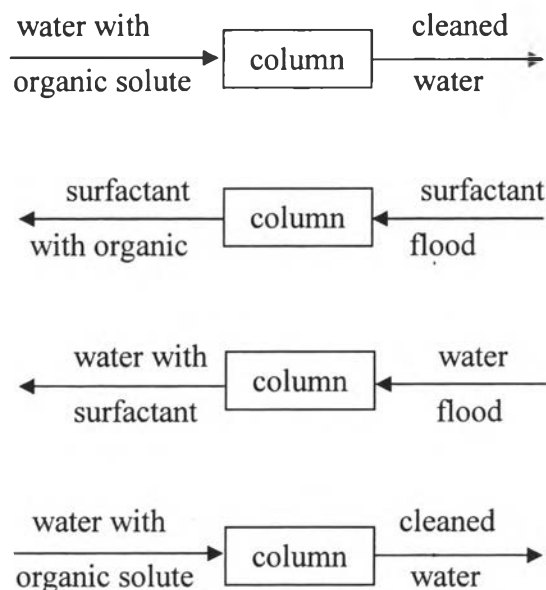 water with
organic solute
column
cleaned
water
surfactant
with organic
column
surfactant
flood
water with
surfactant
column
water
flood
water with
organic solute
column
cleaned
water